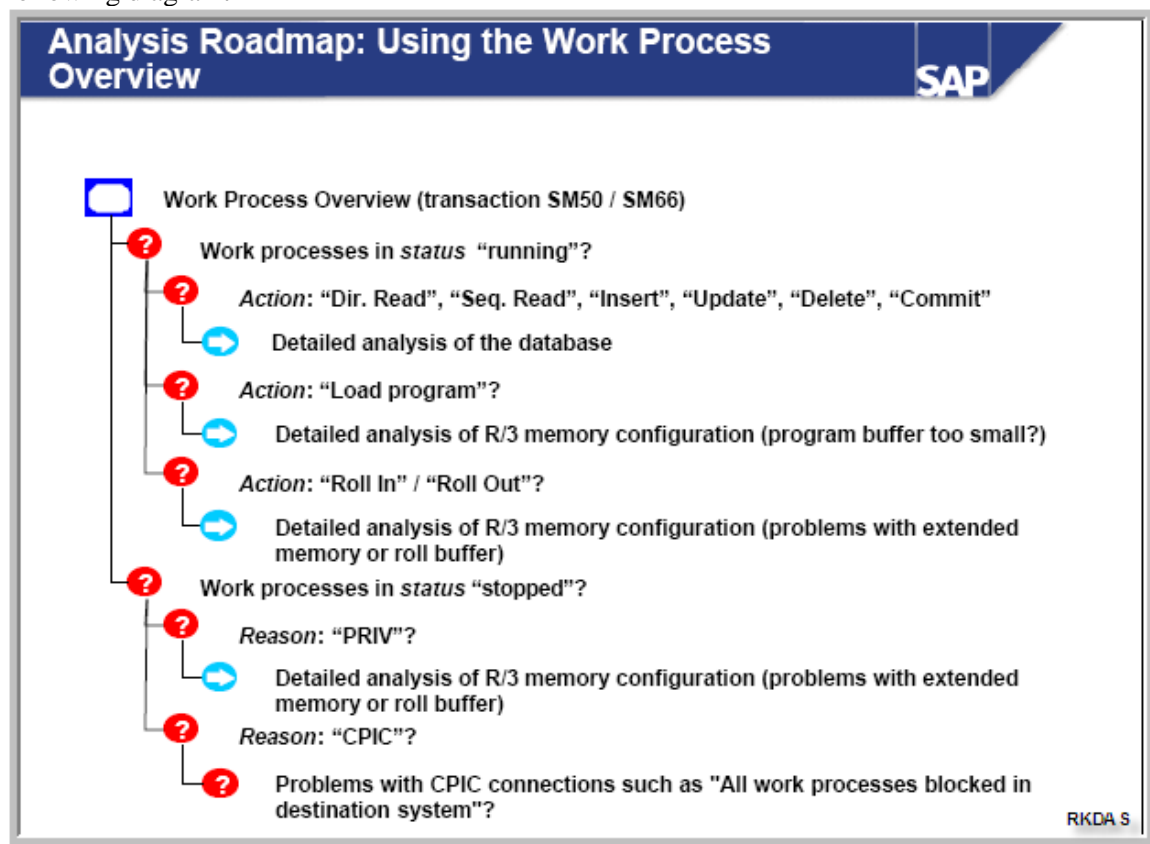 Analysis Roadmap: Using the Work Process
Overview
SAP
Work Process Overview (transaction SM50 / SM66)
? Work processes in status “running”?
? Action: “Dir. Read”, “Seq. Read”, “Insert”, “Update”, “Delete”, “Commit”
Detailed analysis of the database
? Action: “Load program”?
Detailed analysis of R/3 memory configuration (program buffer too small?)
? Action: “Roll In” / “Roll Out”?
Detailed analysis of R/3 memory configuration (problems with extended
memory or roll buffer)
? Work processes in status “stopped”?
? Reason: “PRIV”?
Detailed analysis of R/3 memory configuration (problems with extended
memory or roll buffer)
? Reason: “CPIC”?
? Problems with CPIC connections such as "All work processes blocked in
destination system"?
RKDA S